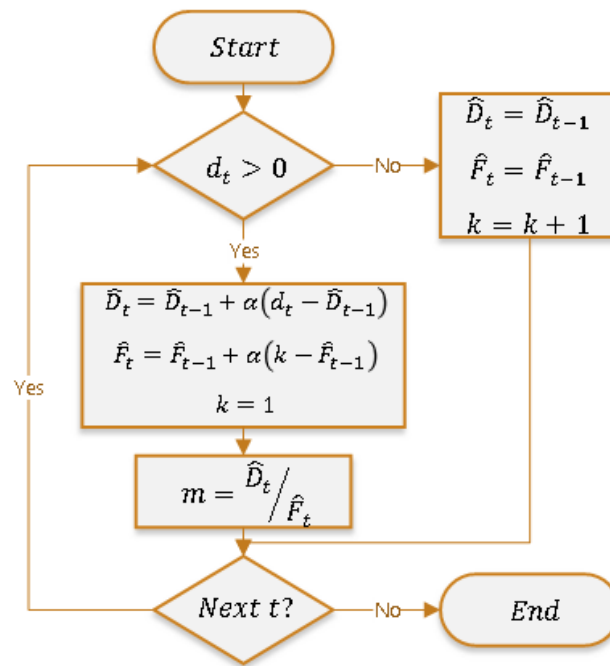 Start
d_t > 0
No
D̂_t = D̂_{t-1}
F̂_t = F̂_{t-1}
k = k + 1
Yes
D̂_t = D̂_{t-1} + α(d_t − D̂_{t-1})
F̂_t = F̂_{t-1} + α(k − F̂_{t-1})
k = 1
Yes
m = D̂_t/F̂_t
Next t?
No
End